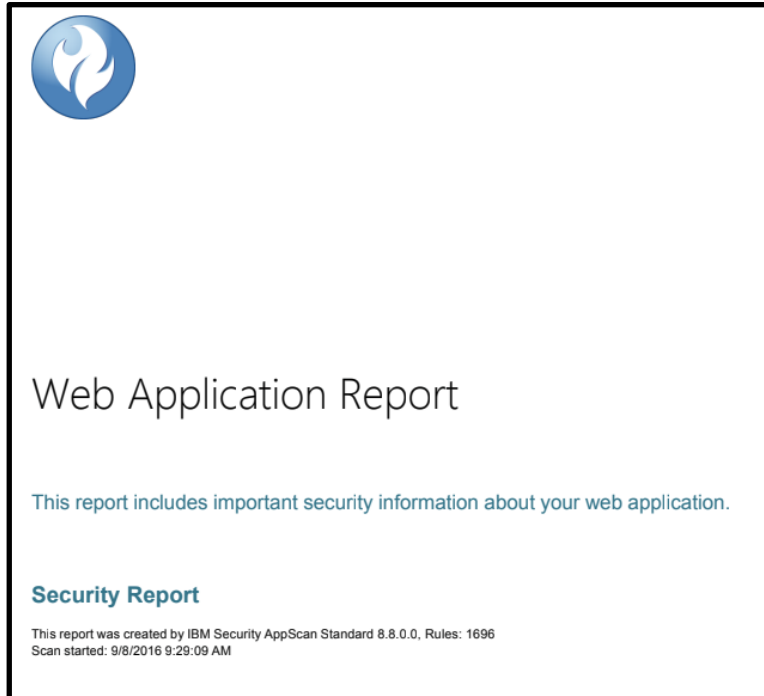 Web Application Report
This report includes important security information about your web application.
Security Report
This report was created by IBM Security AppScan Standard 8.8.0.0, Rules: 1696
Scan started: 9/8/2016 9:29:09 AM